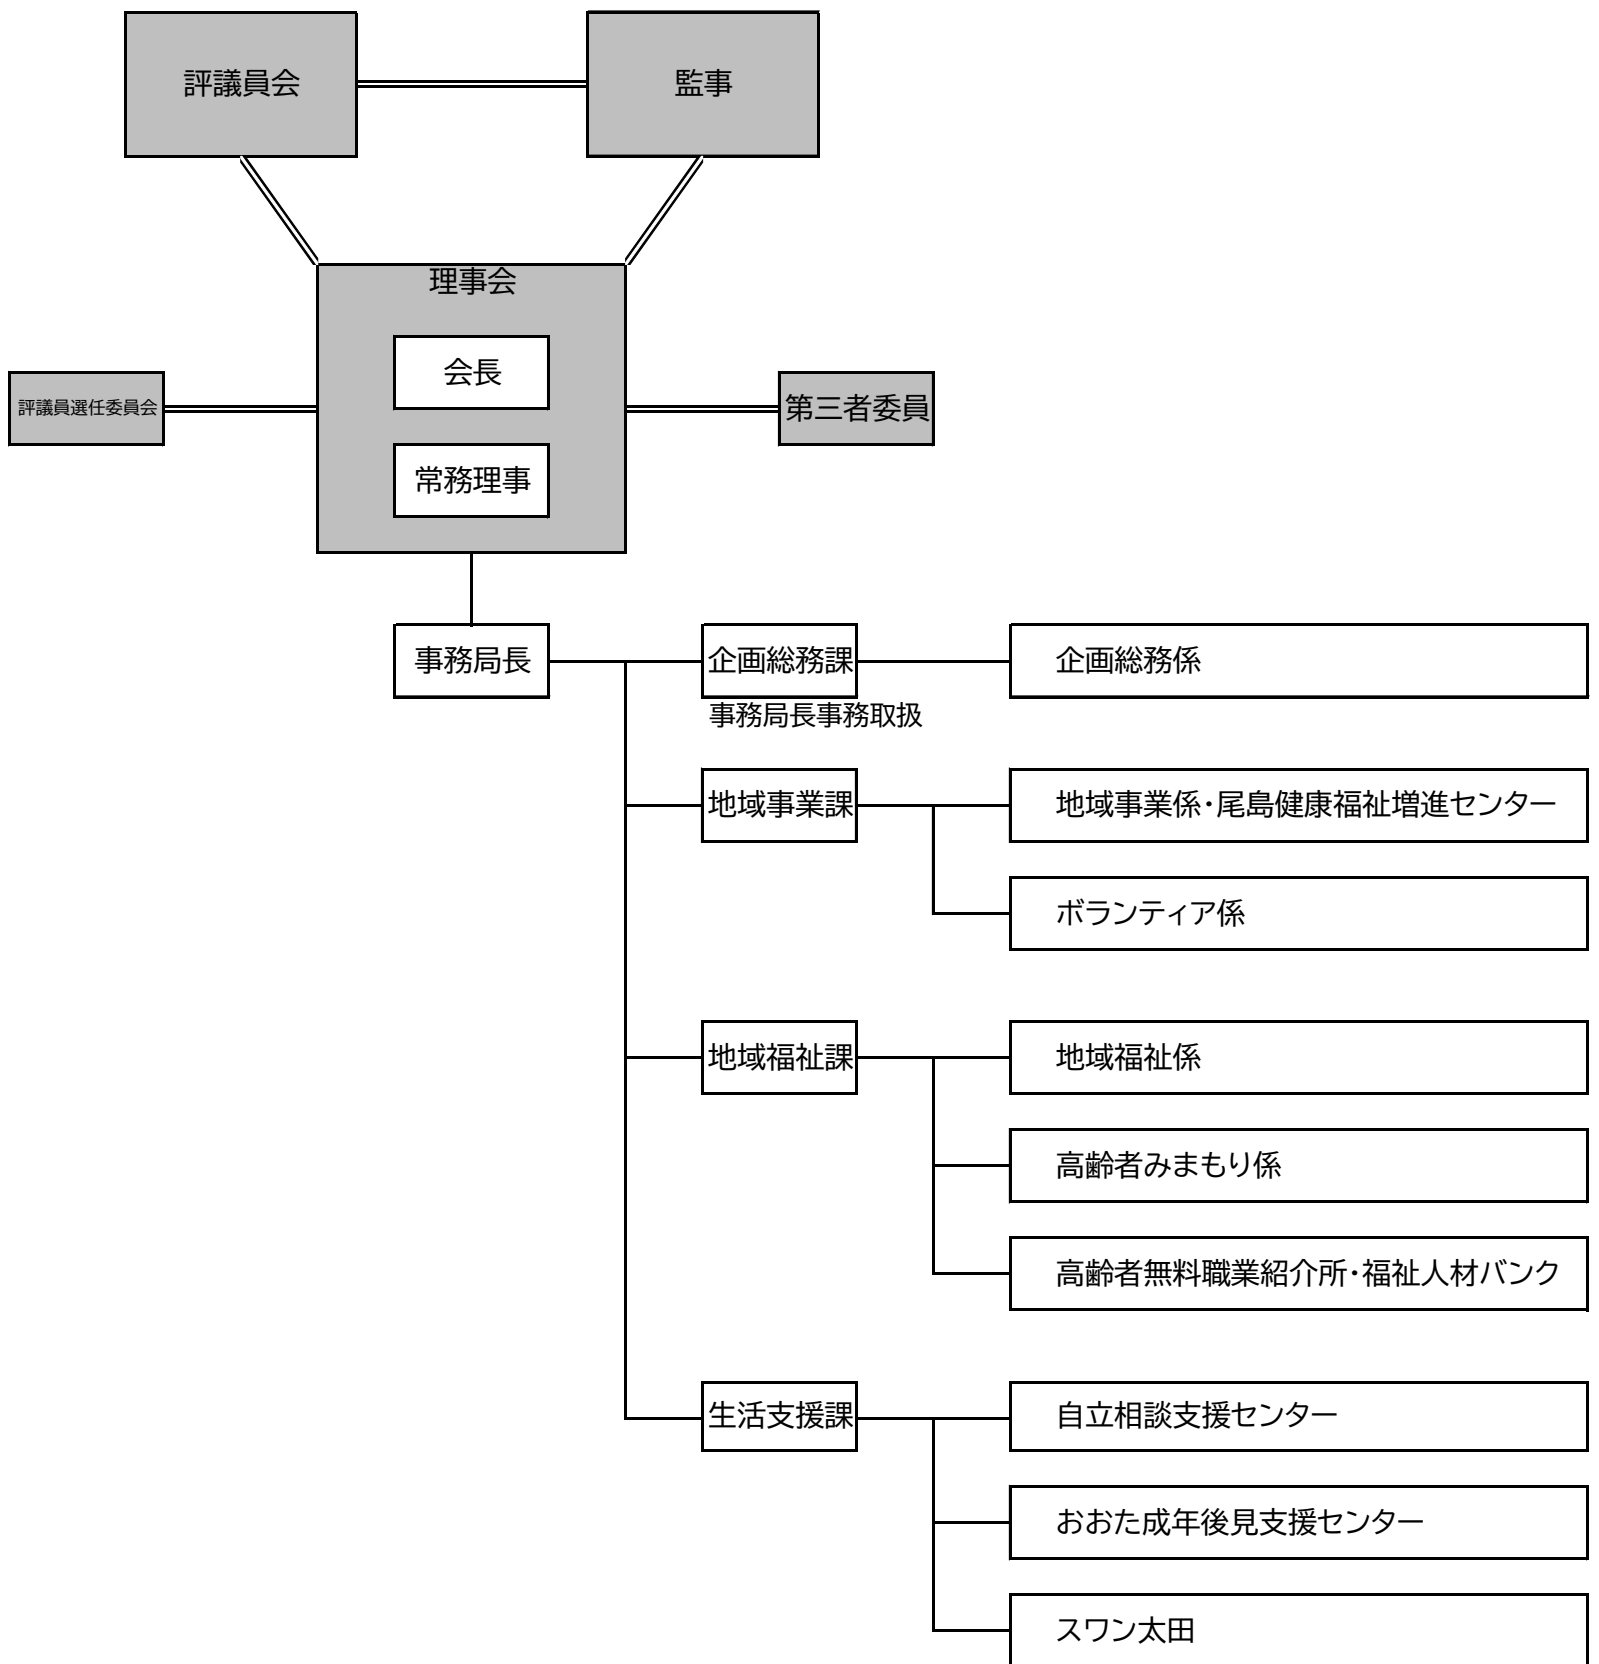 評議員会
監事
理事会
会長
評議員選任委員会
第三者委員
常務理事
事務局長
企画総務課
企画総務係
事務局長事務取扱
地域事業課
地域事業係・尾島健康福祉増進センター
ボランティア係
地域福祉課
地域福祉係
高齢者みまもり係
高齢者無料職業紹介所・福祉人材バンク
生活支援課
自立相談支援センター
おおた成年後見支援センター
スワン太田